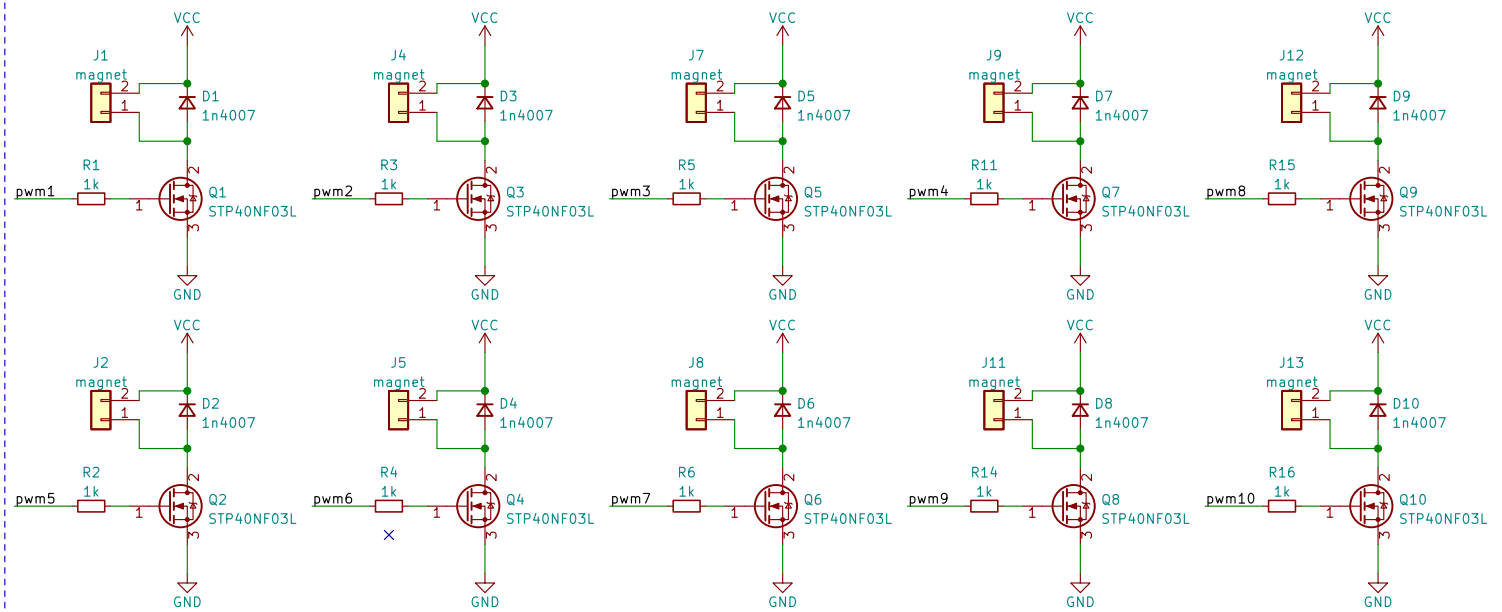 VCC VCC VCC VCC VCC
J1 J4 J7 J9 J12
magnet magnet magnet magnet magnet
2 2 2 2 2
D1 D3 D5 D7 D9
1 1 1 1 1
1n4007 1n4007 1n4007 1n4007 1n4007
R1 2 R3 2 R5 2 R11 2 R15 2
1k 1k 1k 1k 1k
pwm1 Q1 pwm2 Q3 pwm3 Q5 pwm4 Q7 pwm8 Q9
1 STP40NF03L 1 STP40NF03L 1 STP40NF03L 1 STP40NF03L 1 STP40NF03L
3 3 3 3 3
GND GND GND GND GND
VCC VCC VCC VCC VCC
J2 J5 J8 J11 J13
magnet magnet magnet magnet magnet
2 2 2 2 2
D2 D4 D6 D8 D10
1 1 1 1 1
1n4007 1n4007 1n4007 1n4007 1n4007
R2 2 R4 2 R6 2 R14 2 R16 2
1k 1k 1k 1k 1k
pwm5 Q2 pwm6 Q4 pwm7 Q6 pwm9 Q8 pwm10 Q10
1 STP40NF03L 1 STP40NF03L 1 STP40NF03L 1 STP40NF03L 1 STP40NF03L
3 3 3 3 3
GND GND GND GND GND